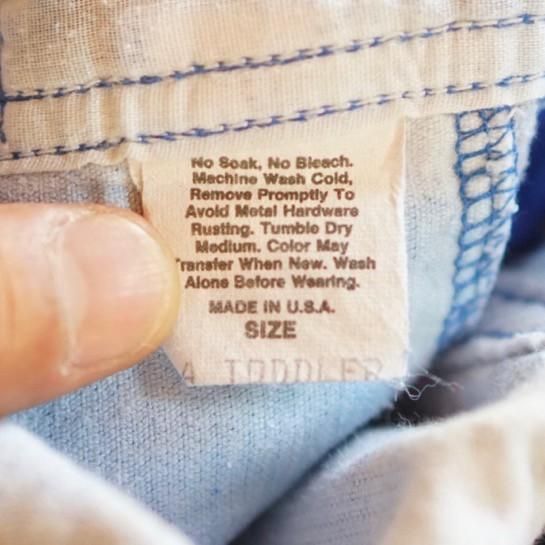 No Soak, No Bleach.
Machine Wash Cold,
Remove Promptly To
Avoid Metal Hardware
Rusting. Tumble Dry
Medium. Color May
Transfer When New. Wash
Alone Before Wearing.
MADE IN U.S.A.
SIZE
TODDLER